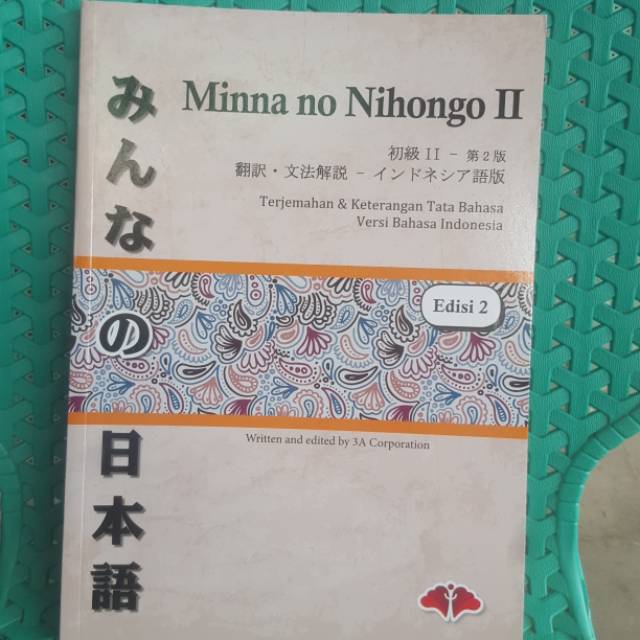 みんなの日本語
Minna no Nihongo II
初級 II - 第2版
翻訳・文法解説 - インドネシア語版
Terjemahan & Keterangan Tata Bahasa
Versi Bahasa Indonesia
Edisi 2
Written and edited by 3A Corporation